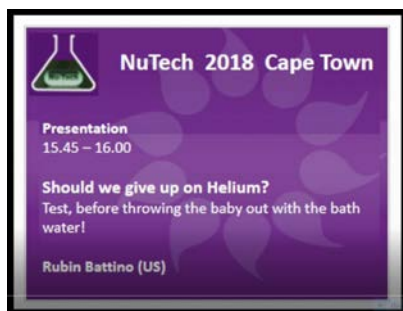 NuTech 2018 Cape Town
Presentation
15.45 – 16.00
Should we give up on Helium?
Test, before throwing the baby out with the bath
water!
Rubin Battino (US)